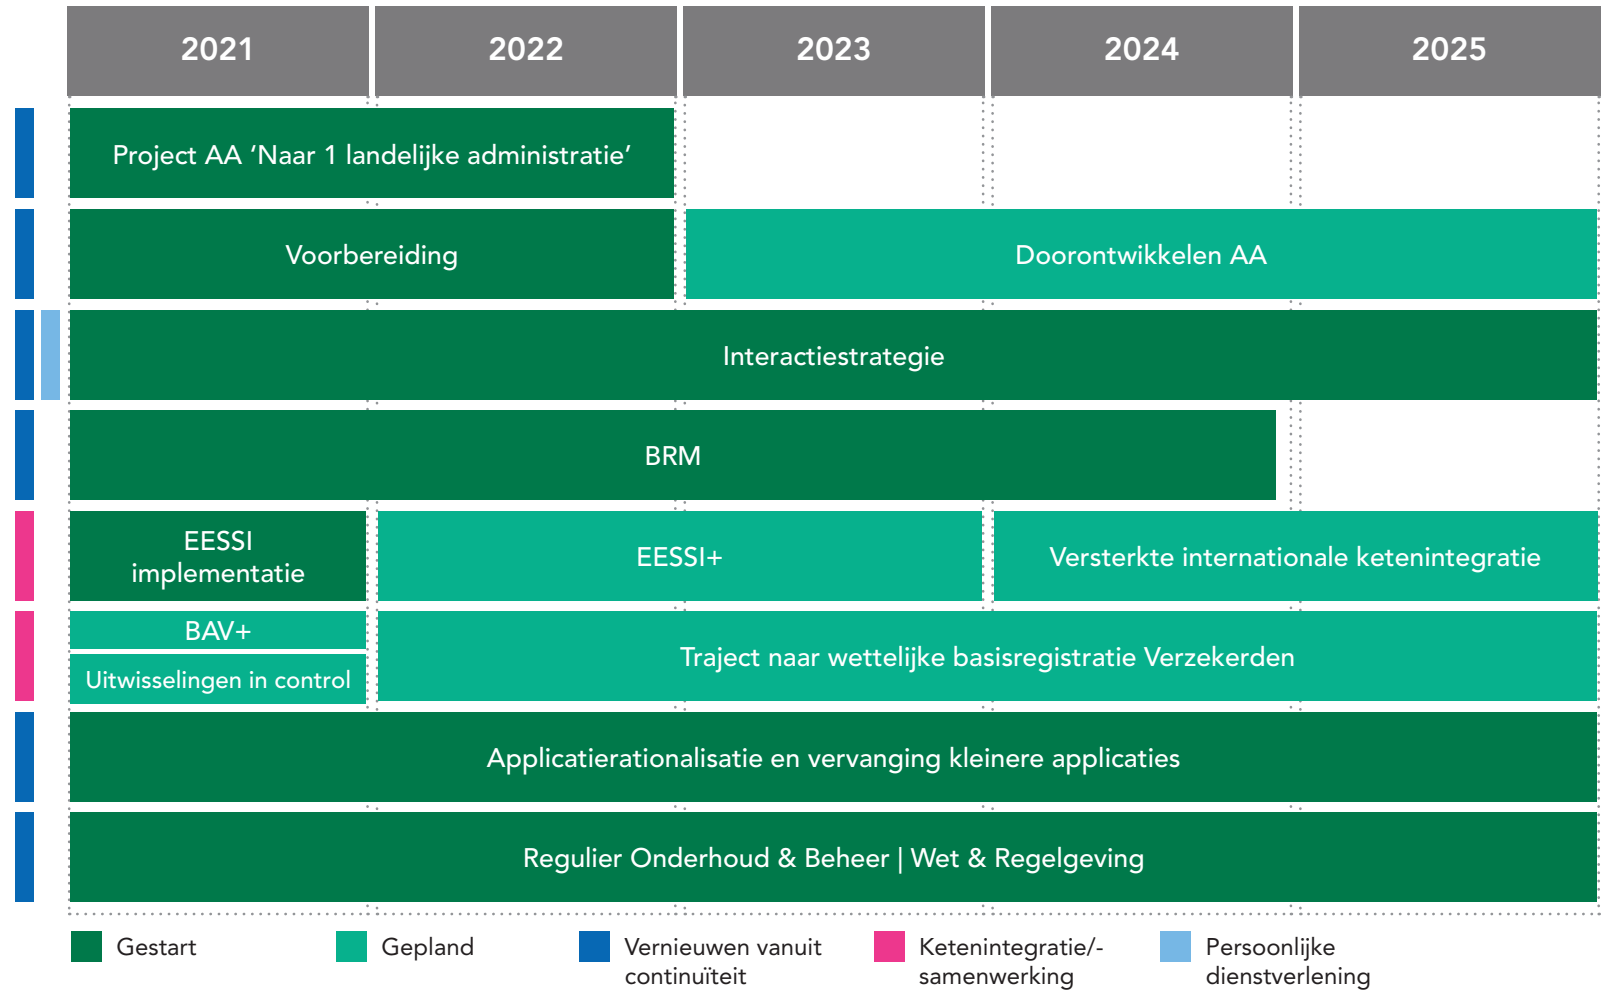 2021 2022 2023 2024 2025
Project AA ‘Naar 1 landelijke administratie’
Voorbereiding
Doorontwikkelen AA
Interactiestrategie
BRM
EESSI
implementatie
EESSI+
Versterkte internationale ketenintegratie
BAV+
Uitwisselingen in control
Traject naar wettelijke basisregistratie Verzekerden
Applicatierationalisatie en vervanging kleinere applicaties
Regulier Onderhoud & Beheer | Wet & Regelgeving
Gestart
Gepland
Vernieuwen vanuit
continuïteit
Ketenintegratie/-
samenwerking
Persoonlijke
dienstverlening